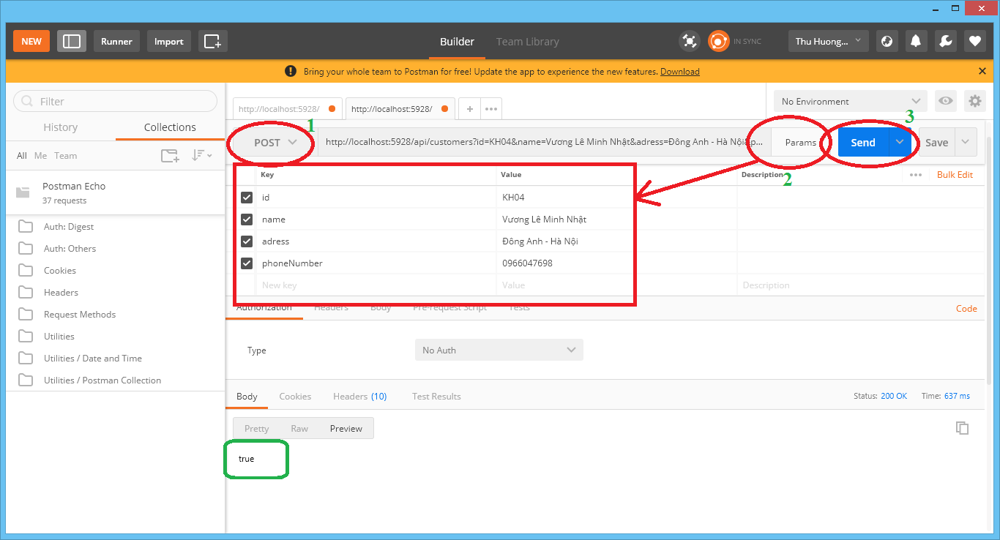 NEW Runner Import Builder Team Library IN SYNC Thu Huong...
! Bring your whole team to Postman for free! Update the app to experience the new features. Download
Filter
History Collections
All Me Team
Postman Echo
37 requests
Auth: Digest
Auth: Others
Cookies
Headers
Request Methods
Utilities
Utilities / Date and Time
Utilities / Postman Collection
http://localhost:5928/ http://localhost:5928/ + ••• No Environment
1 3
POST http://localhost:5928/api/customers?id=KH04&name=Vương Lê Minh Nhật&adress=Đông Anh - Hà Nội&p... Params Send Save
2
Key Value Description ••• Bulk Edit
id KH04
name Vương Lê Minh Nhật
adress Đông Anh - Hà Nội
phoneNumber 0966047698
New key Value Description
Authorization Headers Body Pre-request Script Tests Code
Type No Auth
Body Cookies Headers (10) Test Results Status: 200 OK Time: 637 ms
Pretty Raw Preview
true